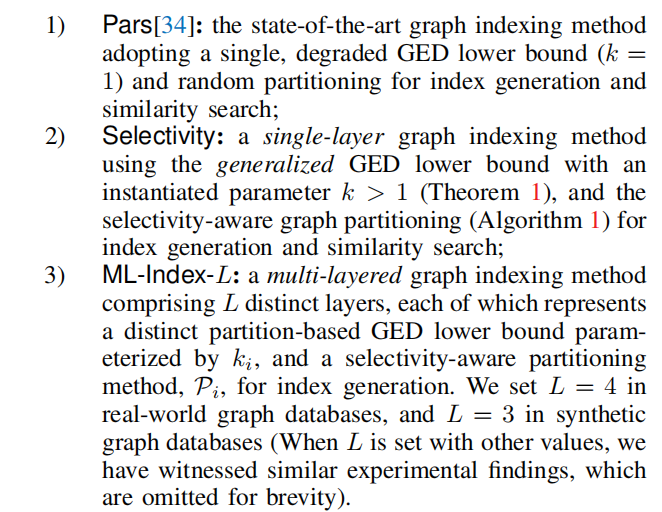 1) Pars[34]: the state-of-the-art graph indexing method
adopting a single, degraded GED lower bound (k =
1) and random partitioning for index generation and
similarity search;
2) Selectivity: a single-layer graph indexing method
using the generalized GED lower bound with an
instantiated parameter k > 1 (Theorem 1), and the
selectivity-aware graph partitioning (Algorithm 1) for
index generation and similarity search;
3) ML-Index-L: a multi-layered graph indexing method
comprising L distinct layers, each of which represents
a distinct partition-based GED lower bound param-
eterized by kᵢ, and a selectivity-aware partitioning
method, 𝒫ᵢ, for index generation. We set L = 4 in
real-world graph databases, and L = 3 in synthetic
graph databases (When L is set with other values, we
have witnessed similar experimental findings, which
are omitted for brevity).